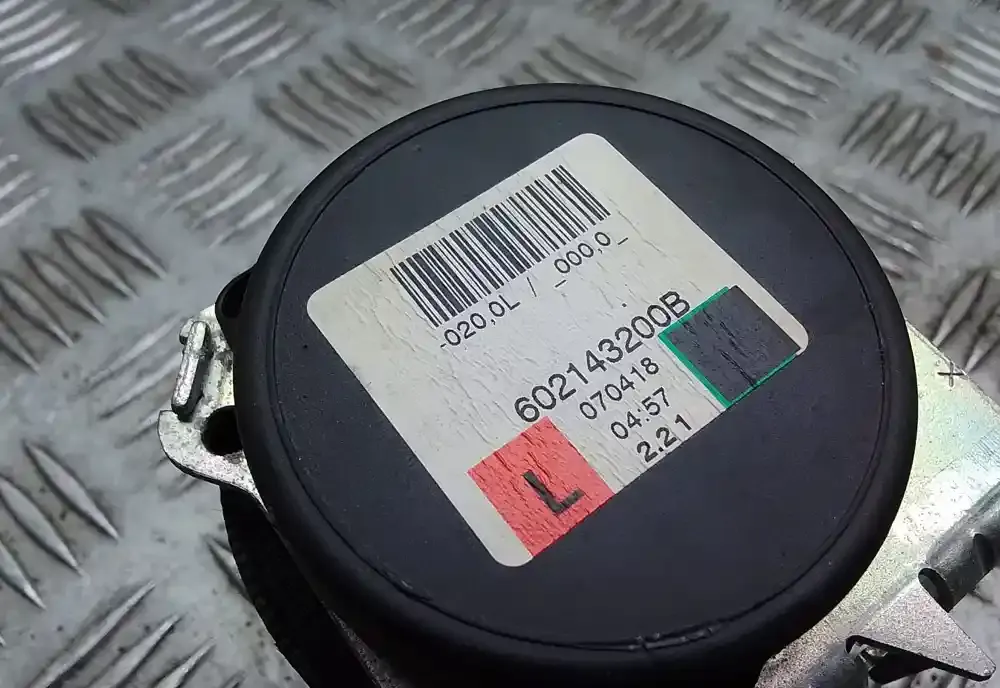 -020,0L / _000,0_
602143200B
070418
04:57
2.21
L